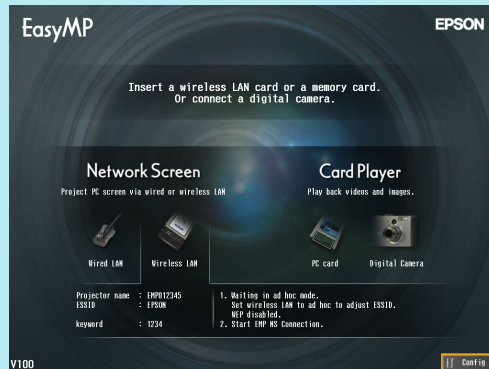 EasyMP
EPSON
Insert a wireless LAN card or a memory card.
Or connect a digital camera.
Network Screen
Project PC screen via wired or wireless LAN
Card Player
Play back videos and images.
Wired LAN
Wireless LAN
PC card
Digital Camera
Projector name : EMP012345
ESSID : EPSON
keyword : 1234
1. Waiting in ad hoc mode.
Set wireless LAN to ad hoc to adjust ESSID.
WEP disabled.
2. Start EMP NS Connection.
V100
Config